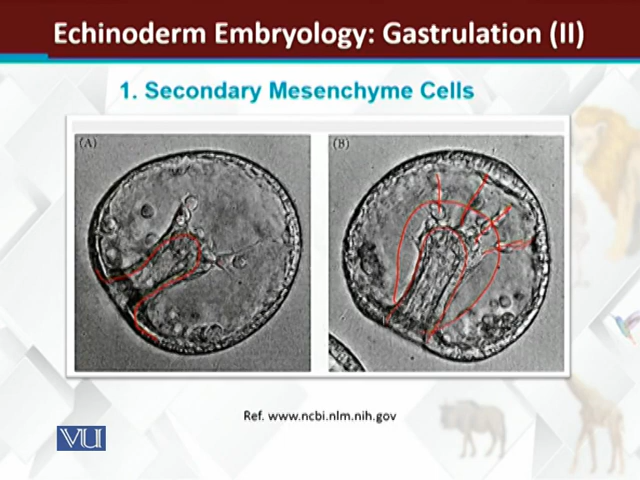 Echinoderm Embryology: Gastrulation (II)
1. Secondary Mesenchyme Cells
(A)
(B)
Ref. www.ncbi.nlm.nih.gov
VU